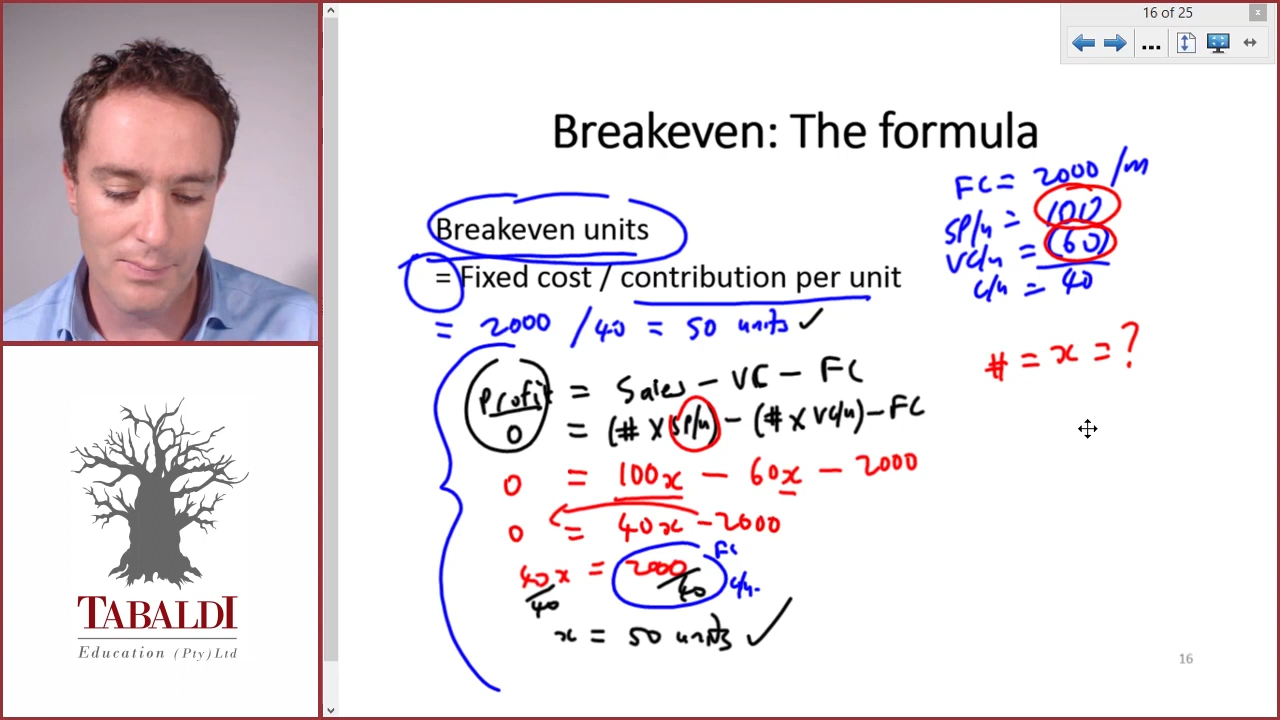 16 of 25
x
...
Breakeven: The formula
FC = 2000 /m
SP/u = 100
VC/u = (60)
c/u = 40
Breakeven units
= Fixed cost / contribution per unit
= 2000 / 40 = 50 units ✓
# = x = ?
Profit = Sales - VC - FC
0 = (# x SP/u) - (# x VC/u) - FC
0 = 100x - 60x - 2000
0 = 40x - 2000
40x = 2000 FC
/40 /40 c/u.
x = 50 units ✓
TABALDI
Education (Pty) Ltd
16